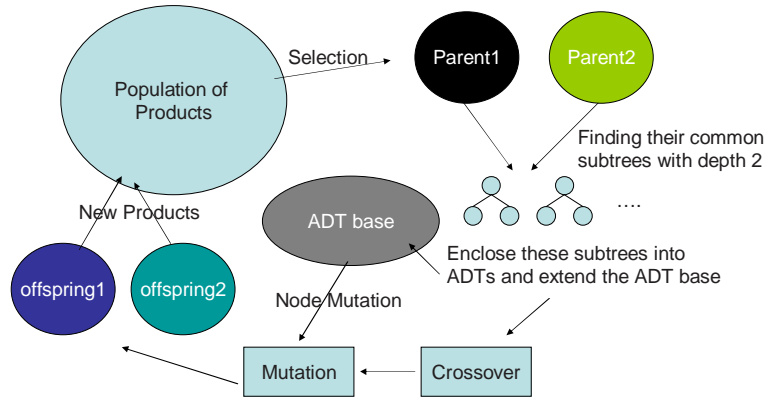 Selection
Parent1
Parent2
Population of
Products
Finding their common
subtrees with depth 2
....
New Products
ADT base
Enclose these subtrees into
ADTs and extend the ADT base
offspring1
offspring2
Node Mutation
Mutation
Crossover